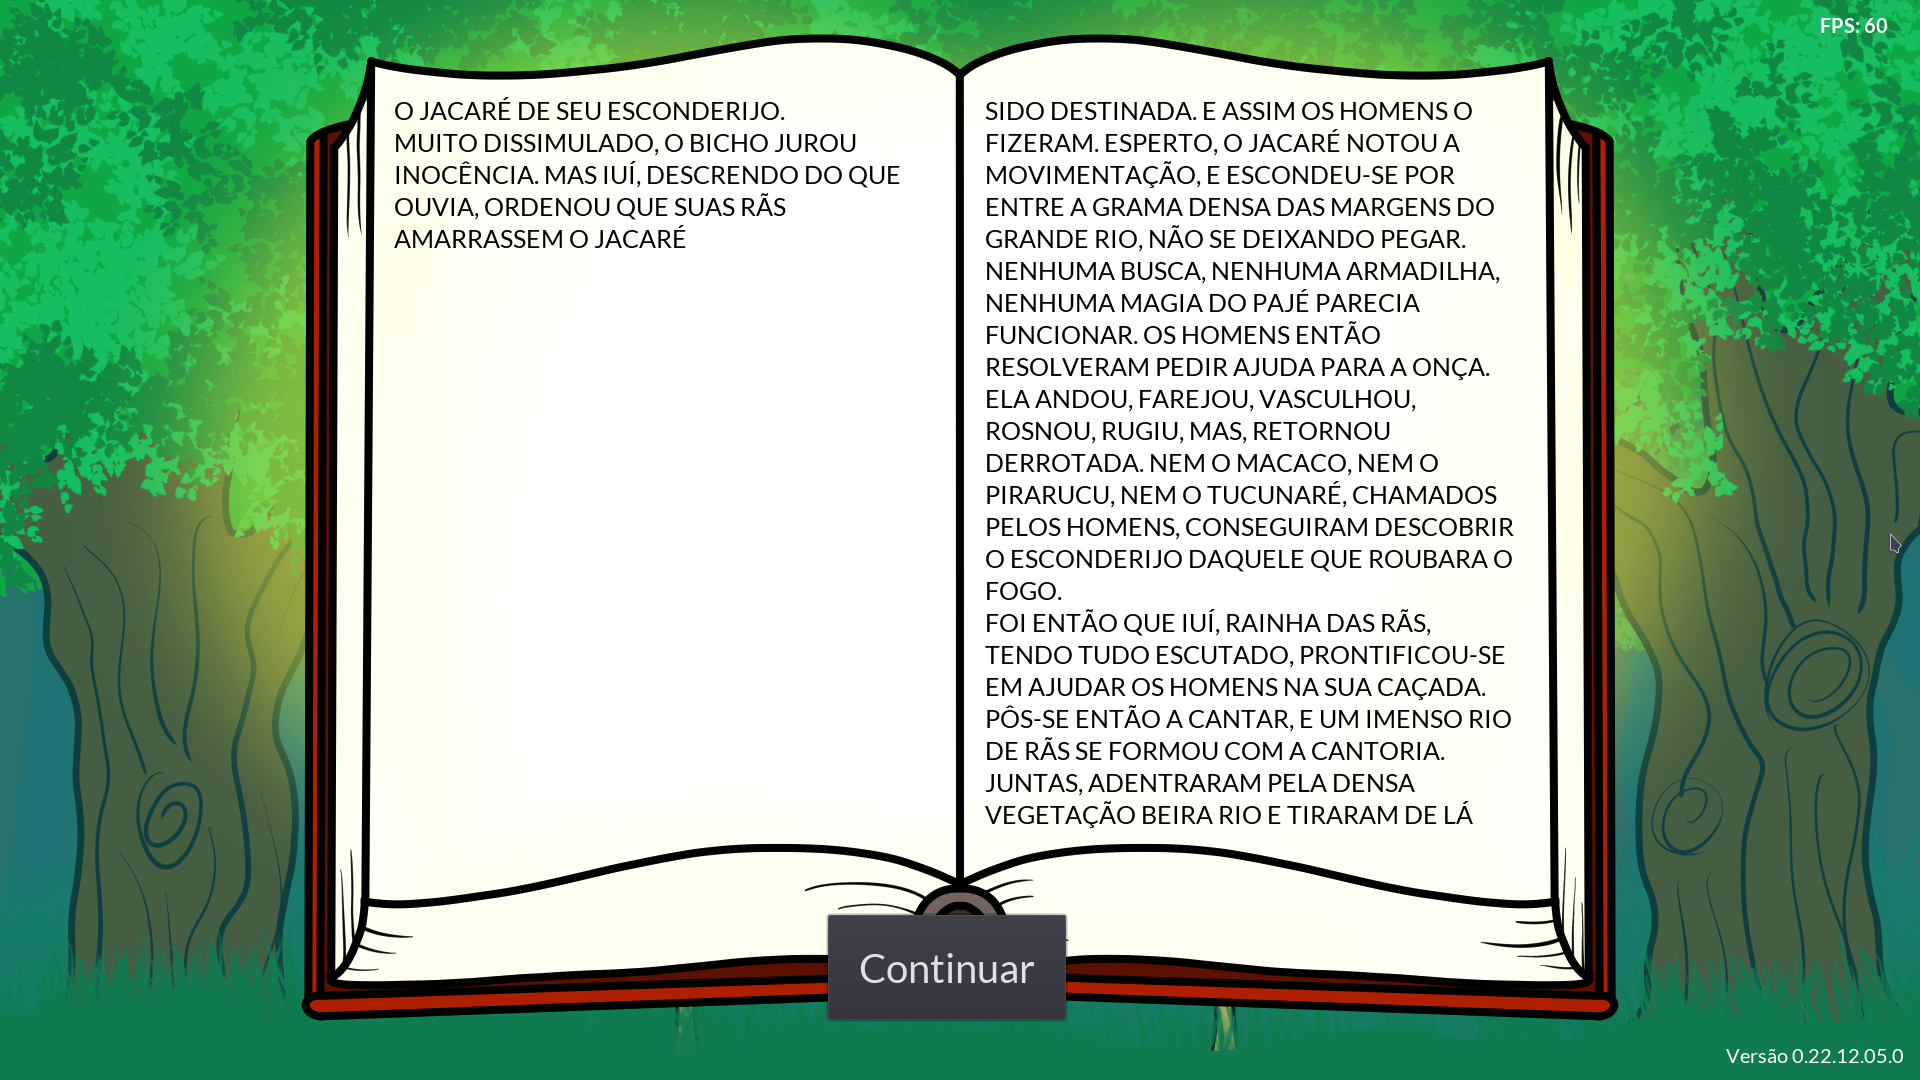 FPS: 60
O JACARÉ DE SEU ESCONDERIJO.
MUITO DISSIMULADO, O BICHO JUROU
INOCÊNCIA. MAS IUÍ, DESCRENDO DO QUE
OUVIA, ORDENOU QUE SUAS RÃS
AMARRASSEM O JACARÉ
SIDO DESTINADA. E ASSIM OS HOMENS O
FIZERAM. ESPERTO, O JACARÉ NOTOU A
MOVIMENTAÇÃO, E ESCONDEU-SE POR
ENTRE A GRAMA DENSA DAS MARGENS DO
GRANDE RIO, NÃO SE DEIXANDO PEGAR.
NENHUMA BUSCA, NENHUMA ARMADILHA,
NENHUMA MAGIA DO PAJÉ PARECIA
FUNCIONAR. OS HOMENS ENTÃO
RESOLVERAM PEDIR AJUDA PARA A ONÇA.
ELA ANDOU, FAREJOU, VASCULHOU,
ROSNOU, RUGIU, MAS, RETORNOU
DERROTADA. NEM O MACACO, NEM O
PIRARUCU, NEM O TUCUNARÉ, CHAMADOS
PELOS HOMENS, CONSEGUIRAM DESCOBRIR
O ESCONDERIJO DAQUELE QUE ROUBARA O
FOGO.
FOI ENTÃO QUE IUÍ, RAINHA DAS RÃS,
TENDO TUDO ESCUTADO, PRONTIFICOU-SE
EM AJUDAR OS HOMENS NA SUA CAÇADA.
PÔS-SE ENTÃO A CANTAR, E UM IMENSO RIO
DE RÃS SE FORMOU COM A CANTORIA.
JUNTAS, ADENTRARAM PELA DENSA
VEGETAÇÃO BEIRA RIO E TIRARAM DE LÁ
Continuar
Versão 0.22.12.05.0